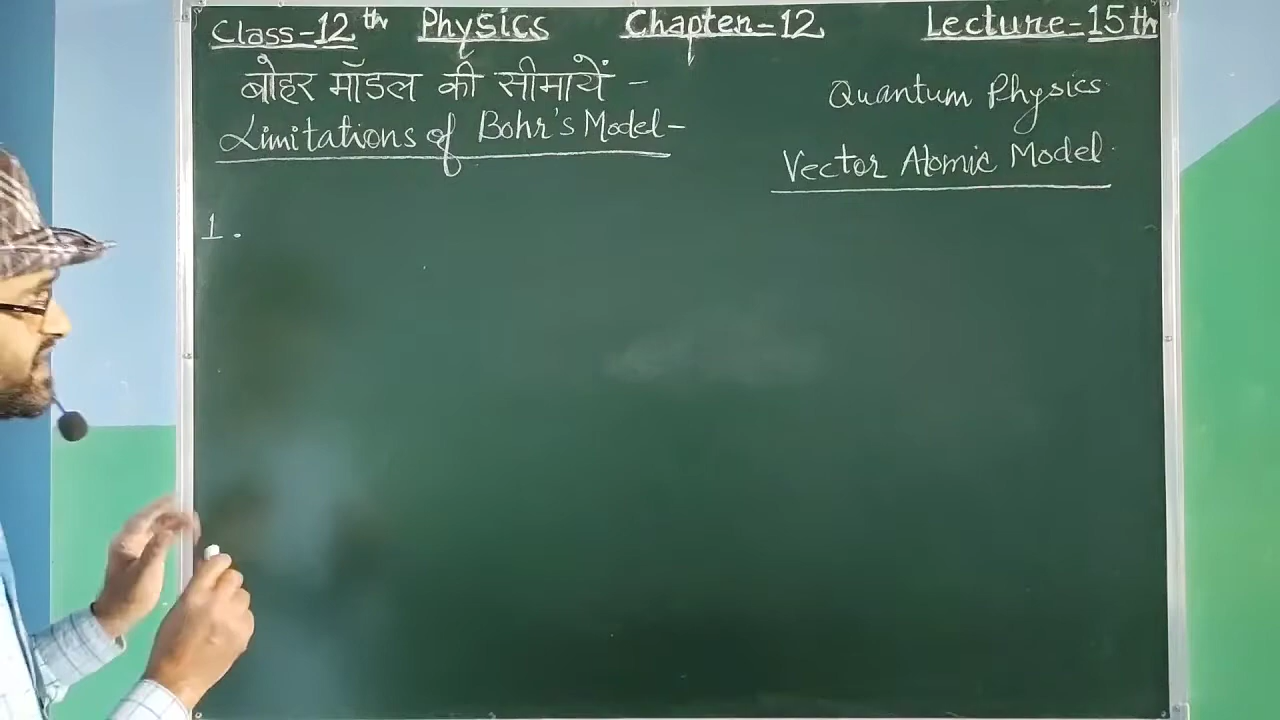 Class-12th Physics Chapter-12 Lecture-15th
बोहर मॉडल की सीमायें -
Limitations of Bohr's Model-
Quantum Physics
Vector Atomic Model
1.